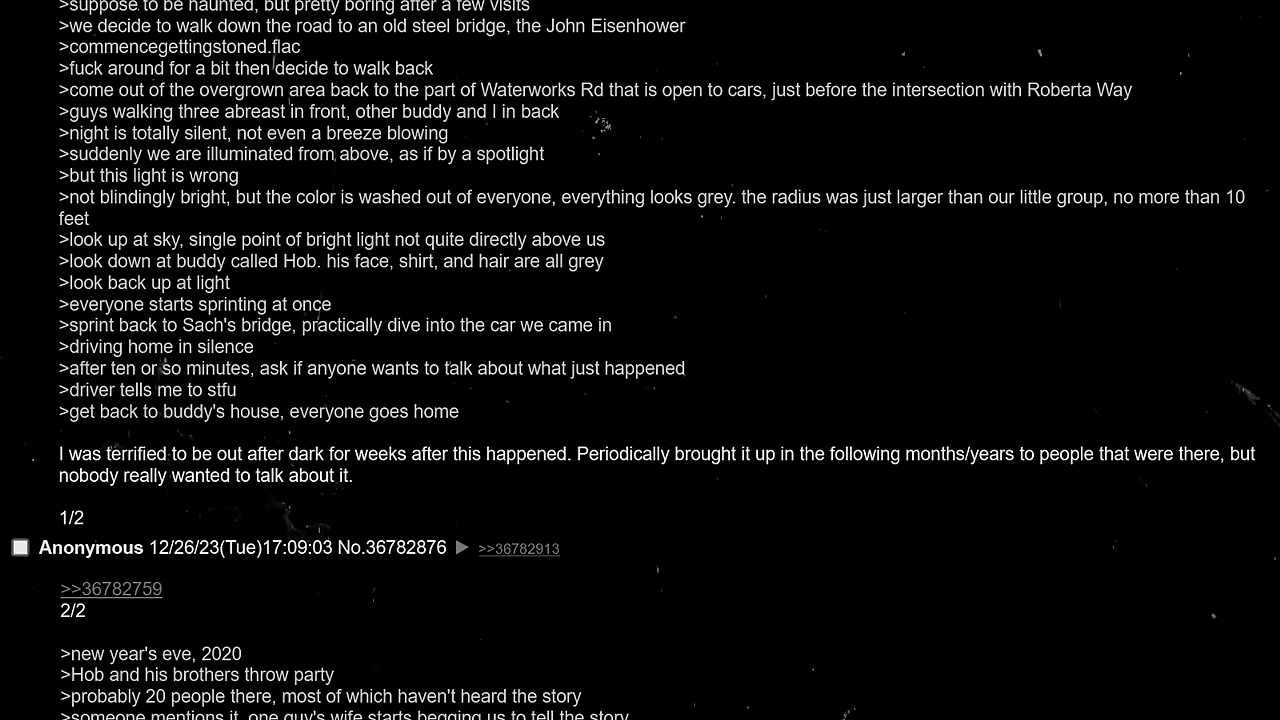 >suppose to be haunted, but pretty boring after a few visits
>we decide to walk down the road to an old steel bridge, the John Eisenhower
>commencegettingstoned.flac
>fuck around for a bit then decide to walk back
>come out of the overgrown area back to the part of Waterworks Rd that is open to cars, just before the intersection with Roberta Way
>guys walking three abreast in front, other buddy and I in back
>night is totally silent, not even a breeze blowing
>suddenly we are illuminated from above, as if by a spotlight
>but this light is wrong
>not blindingly bright, but the color is washed out of everyone, everything looks grey. the radius was just larger than our little group, no more than 10
feet
>look up at sky, single point of bright light not quite directly above us
>look down at buddy called Hob. his face, shirt, and hair are all grey
>look back up at light
>everyone starts sprinting at once
>sprint back to Sach's bridge, practically dive into the car we came in
>driving home in silence
>after ten or so minutes, ask if anyone wants to talk about what just happened
>driver tells me to stfu
>get back to buddy's house, everyone goes home
I was terrified to be out after dark for weeks after this happened. Periodically brought it up in the following months/years to people that were there, but
nobody really wanted to talk about it.
1/2
Anonymous 12/26/23(Tue)17:09:03 No.36782876 ▶ >>36782913
>>36782759
2/2
>new year's eve, 2020
>Hob and his brothers throw party
>probably 20 people there, most of which haven't heard the story
>someone mentions it, one guy's wife starts begging us to tell the story